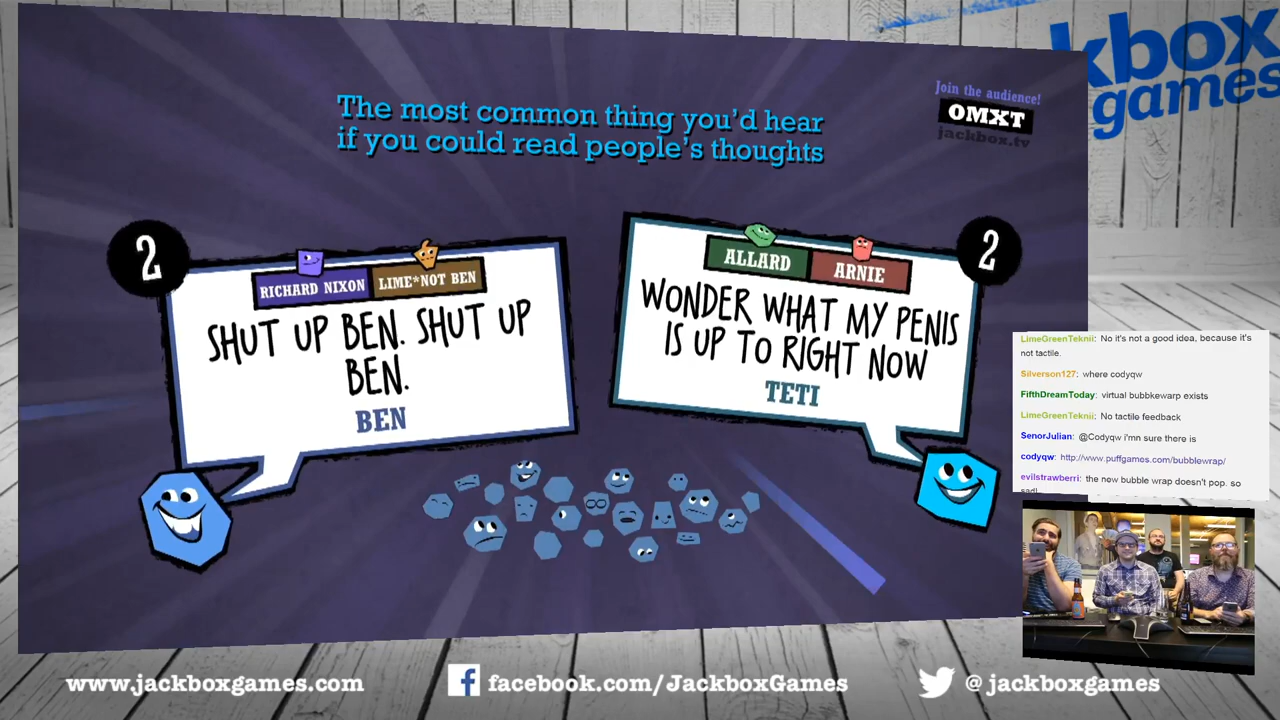 kbox
games
Join the audience!
OMXT
jackbox.tv
The most common thing you'd hear
if you could read people's thoughts
2
RICHARD NIXON LIME*NOT BEN
SHUT UP BEN. SHUT UP
BEN.
BEN
2
ALLARD ARNIE
WONDER WHAT MY PENIS
IS UP TO RIGHT NOW
TETI
LimeGreenTeknii: No it's not a good idea, because it's
not tactile.
Silverson127: where codyqw
FifthDreamToday: virtual bubbkewarp exists
LimeGreenTeknii: No tactile feedback
SenorJulian: @Codyqw i'mn sure there is
codyqw: http://www.puffgames.com/bubblewrap/
evilstrawberri: the new bubble wrap doesn't pop. so
sad!
www.jackboxgames.com
facebook.com/JackboxGames
@jackboxgames